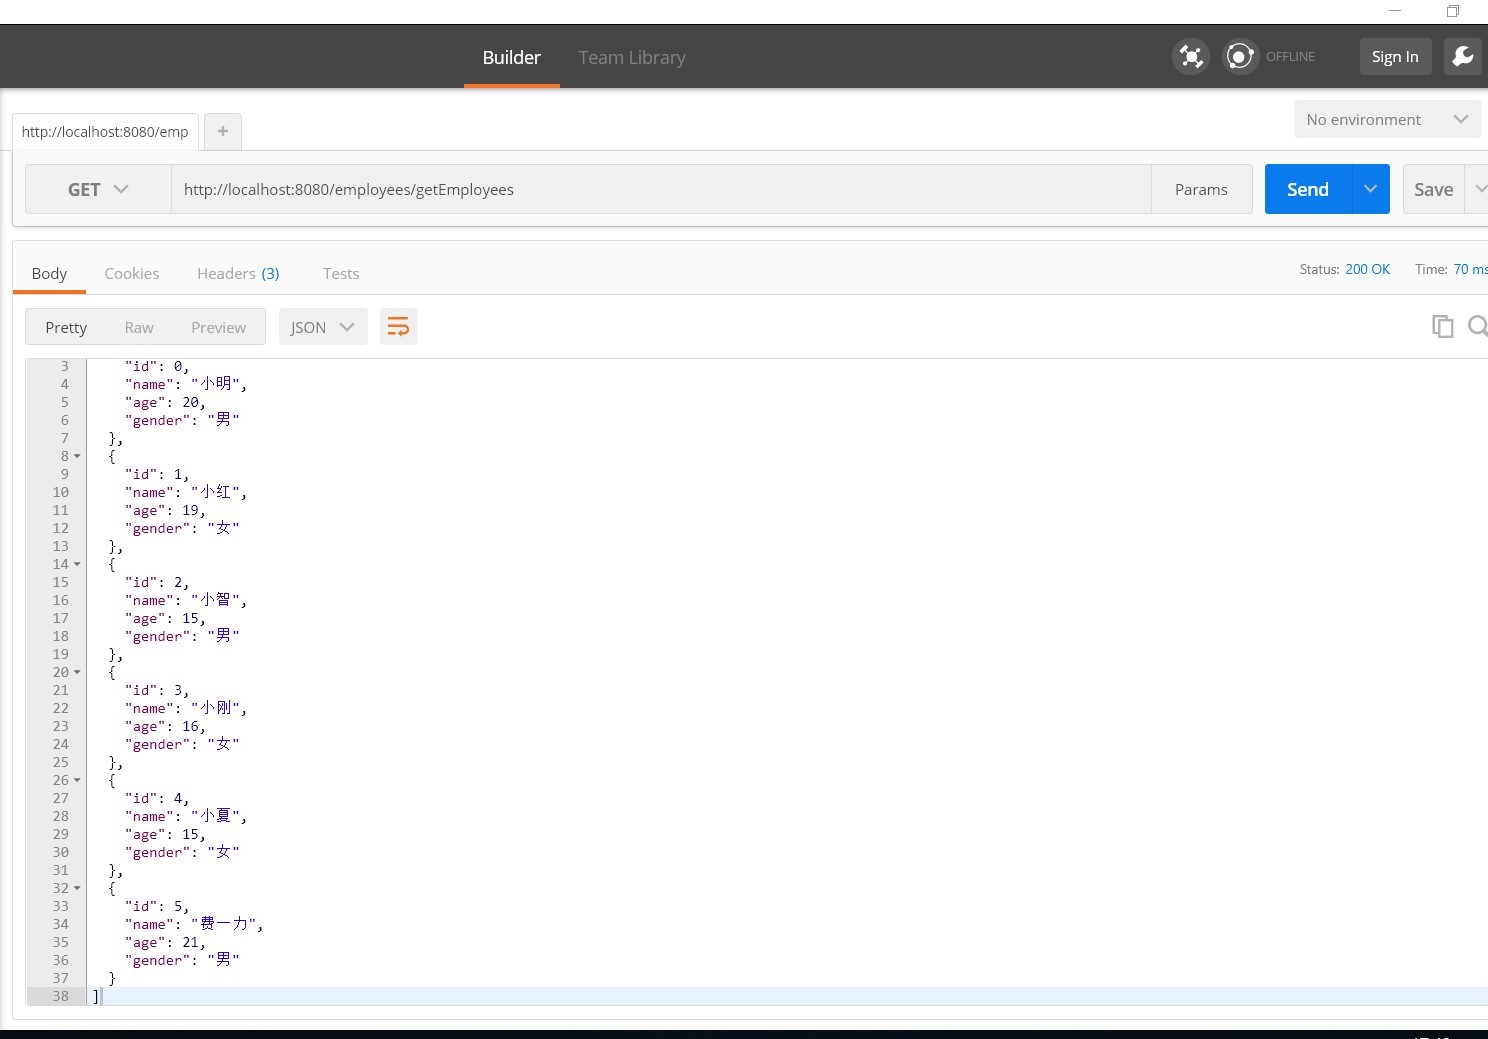 Builder Team Library OFFLINE Sign In
http://localhost:8080/emp + No environment
GET http://localhost:8080/employees/getEmployees Params Send Save
Body Cookies Headers (3) Tests Status: 200 OK Time: 70 ms
Pretty Raw Preview JSON
3 "id": 0,
4 "name": "小明",
5 "age": 20,
6 "gender": "男"
7 },
8 {
9 "id": 1,
10 "name": "小红",
11 "age": 19,
12 "gender": "女"
13 },
14 {
15 "id": 2,
16 "name": "小智",
17 "age": 15,
18 "gender": "男"
19 },
20 {
21 "id": 3,
22 "name": "小刚",
23 "age": 16,
24 "gender": "女"
25 },
26 {
27 "id": 4,
28 "name": "小夏",
29 "age": 15,
30 "gender": "女"
31 },
32 {
33 "id": 5,
34 "name": "费一力",
35 "age": 21,
36 "gender": "男"
37 }
38 ]